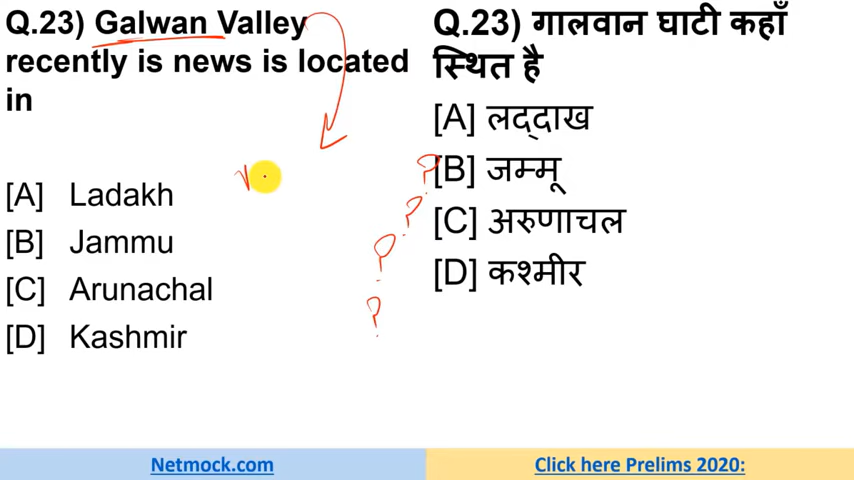 Q.23) Galwan Valley
recently is news is located
in
[A] Ladakh
[B] Jammu
[C] Arunachal
[D] Kashmir
Q.23) गालवान घाटी कहाँ
स्थित है
[A] लद्दाख
[B] जम्मू
[C] अरुणाचल
[D] कश्मीर
?
?
?
?
Netmock.com
Click here Prelims 2020: